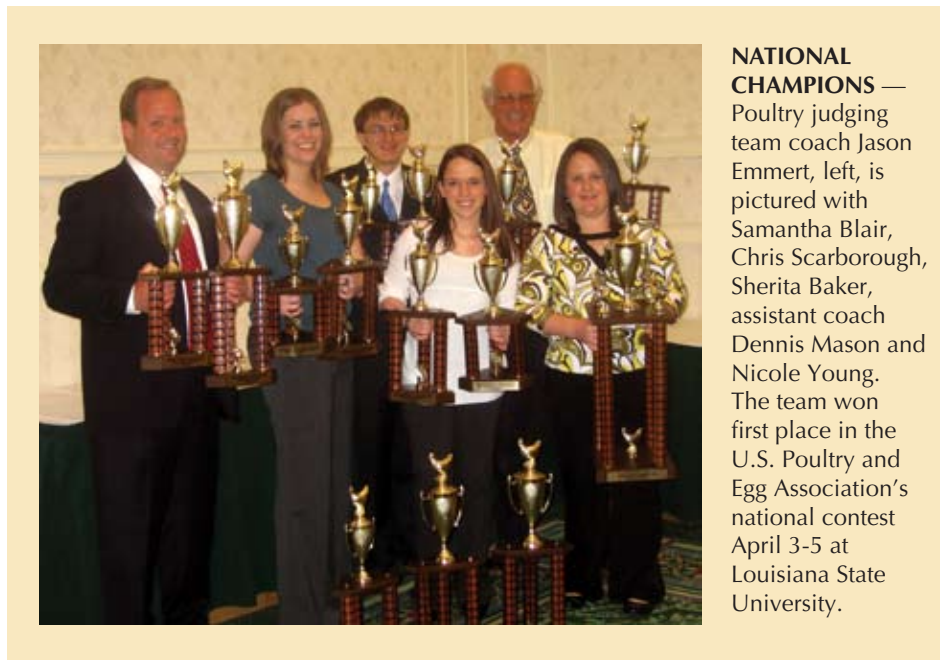 NATIONAL
CHAMPIONS —
Poultry judging
team coach Jason
Emmert, left, is
pictured with
Samantha Blair,
Chris Scarborough,
Sherita Baker,
assistant coach
Dennis Mason and
Nicole Young.
The team won
first place in the
U.S. Poultry and
Egg Association’s
national contest
April 3-5 at
Louisiana State
University.